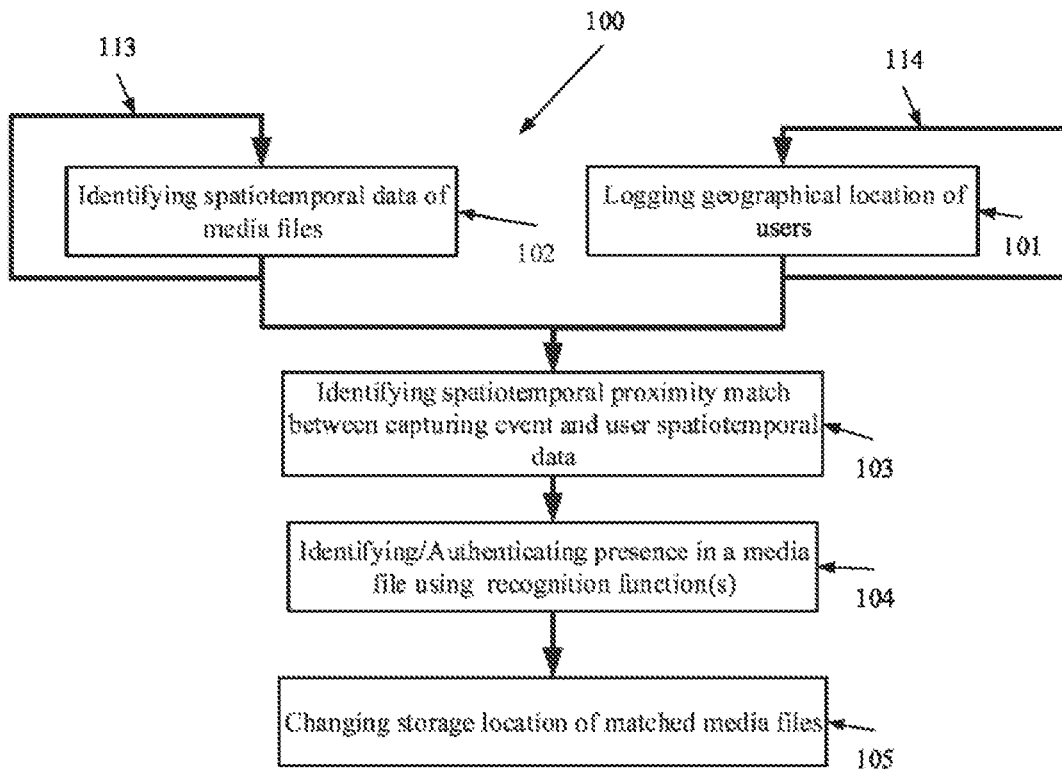 100
113
114
Identifying spatiotemporal data of
media files
102
Logging geographical location of
users
101
Identifying spatiotemporal proximity match
between capturing event and user spatiotemporal
data
103
Identifying/Authenticating presence in a media
file using recognition function(s)
104
Changing storage location of matched media files
105